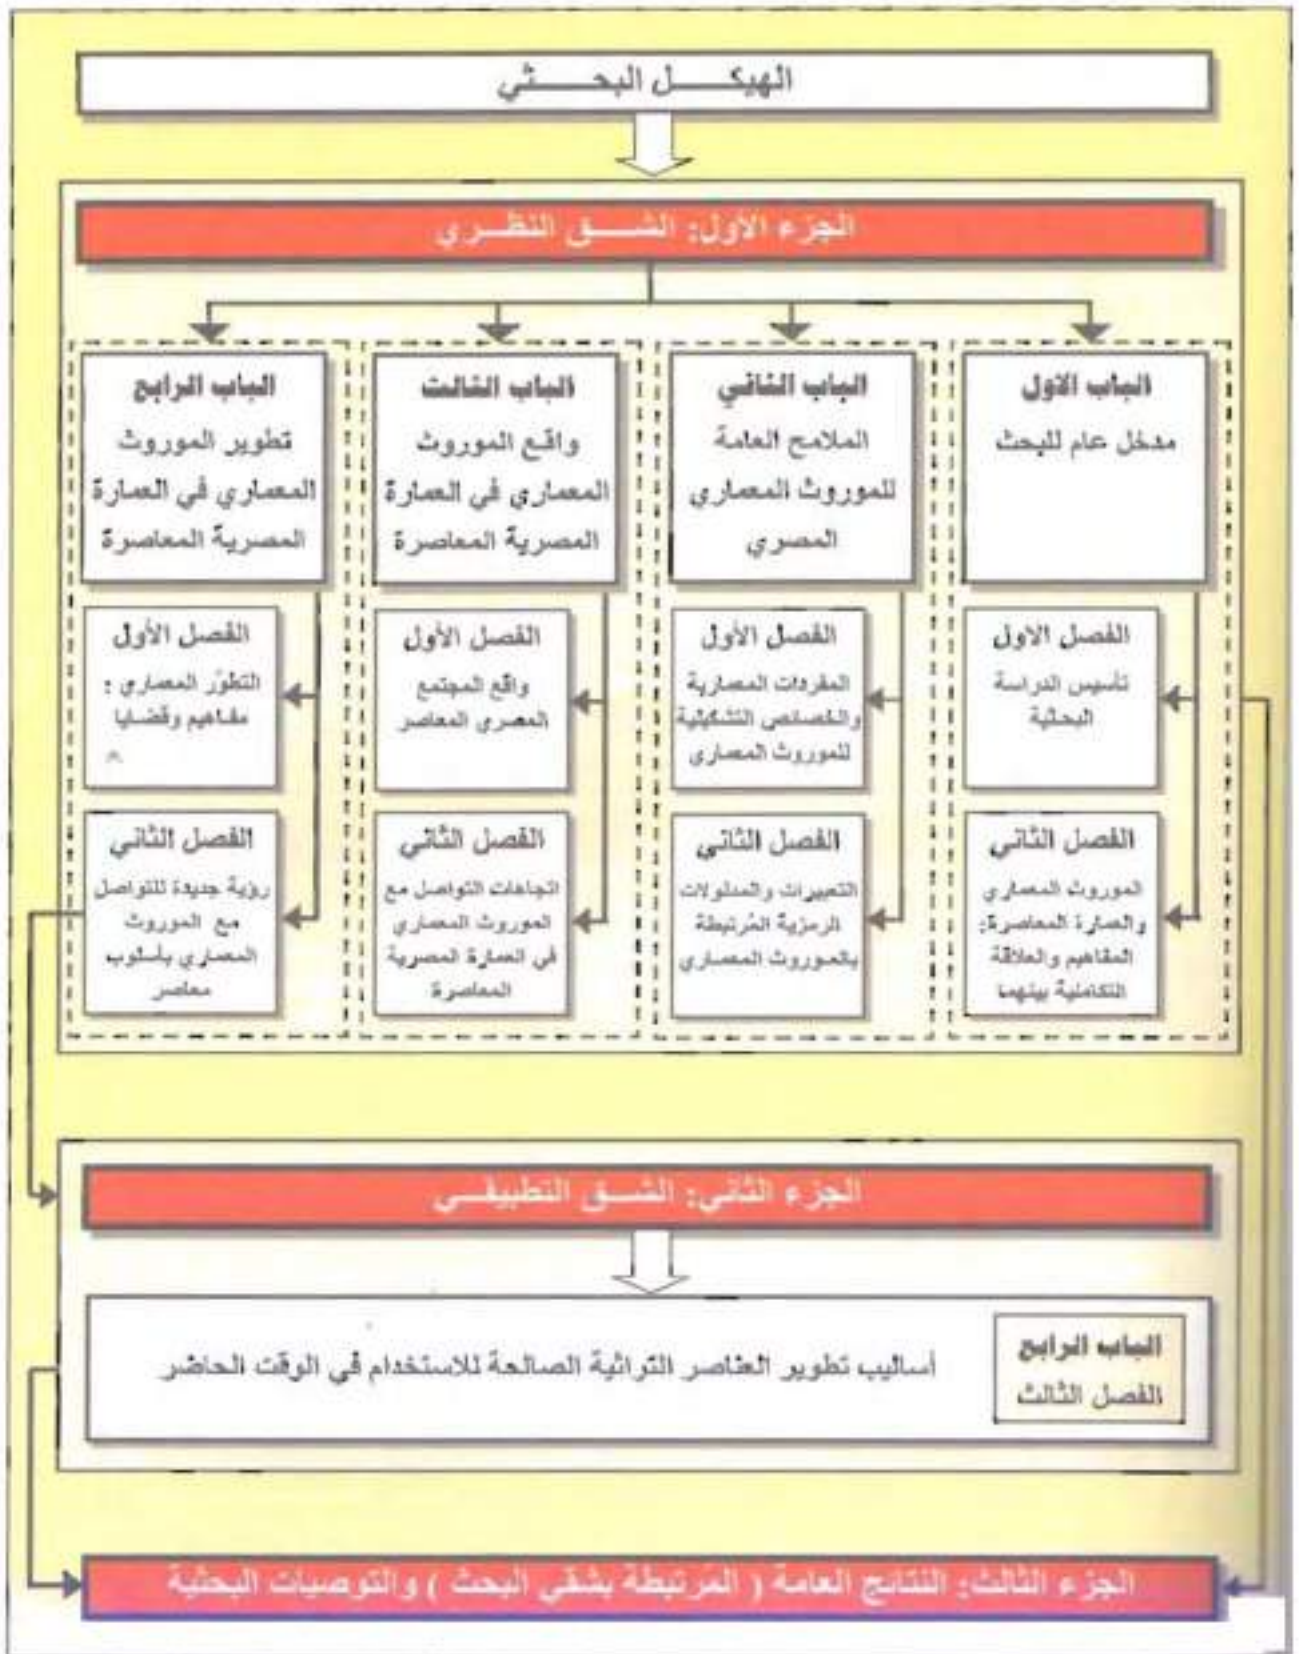 الهيكل البحثي
الجزء الأول: الشق النظري
الباب الأول
مدخل عام للبحث
الفصل الأول
تأسيس الدراسة
البحثية
الفصل الثاني
الموروث المعماري
والعمارة المعاصرة:
المفاهيم والعلاقة
التكاملية بينهما
الباب الثاني
الملامح العامة
للموروث المعماري
المصري
الفصل الأول
المفردات المعمارية
والخصائص التشكيلية
للموروث المعماري
الفصل الثاني
التعبيرات والمدلولات
الرمزية المُرتبطة
بالموروث المعماري
الباب الثالث
واقع الموروث
المعماري في العمارة
المصرية المعاصرة
الفصل الأول
واقع المجتمع
المصري المعاصر
الفصل الثاني
اتجاهات التواصل مع
الموروث المعماري
في العمارة المصرية
المعاصرة
الباب الرابع
تطوير الموروث
المعماري في العمارة
المصرية المعاصرة
الفصل الأول
التطوّر المعماري :
مفاهيم وقضايا
الفصل الثاني
رؤية جديدة للتواصل
مع الموروث
المعماري بأسلوب
معاصر
الجزء الثاني: الشق التطبيقي
الباب الرابع
الفصل الثالث
أساليب تطوير العناصر التراثية الصالحة للاستخدام في الوقت الحاضر
الجزء الثالث: النتائج العامة ( المُرتبطة بشقي البحث ) والتوصيات البحثية